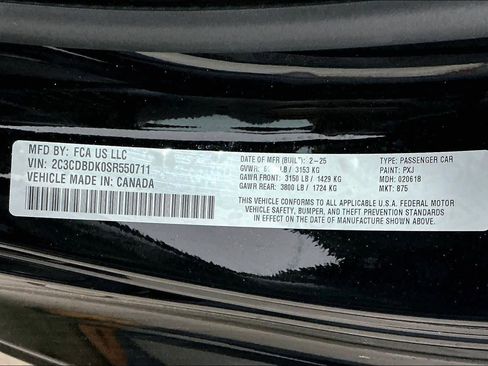 MFD BY: FCA US LLC
VIN: 2C3CDBDK0SR550711
VEHICLE MADE IN: CANADA
DATE OF MFR (BUILT): 2-25
GVWR: LB / 3153 KG
GAWR FRONT: 3150 LB / 1429 KG
GAWR REAR: 3800 LB / 1724 KG
TYPE: PASSENGER CAR
PAINT: PXJ
MDH: 020618
MKT: 875
THIS VEHICLE CONFORMS TO ALL APPLICABLE U.S.A. FEDERAL MOTOR
VEHICLE SAFETY, BUMPER, AND THEFT PREVENTION STANDARDS
IN EFFECT ON THE DATE OF MANUFACTURE SHOWN ABOVE.